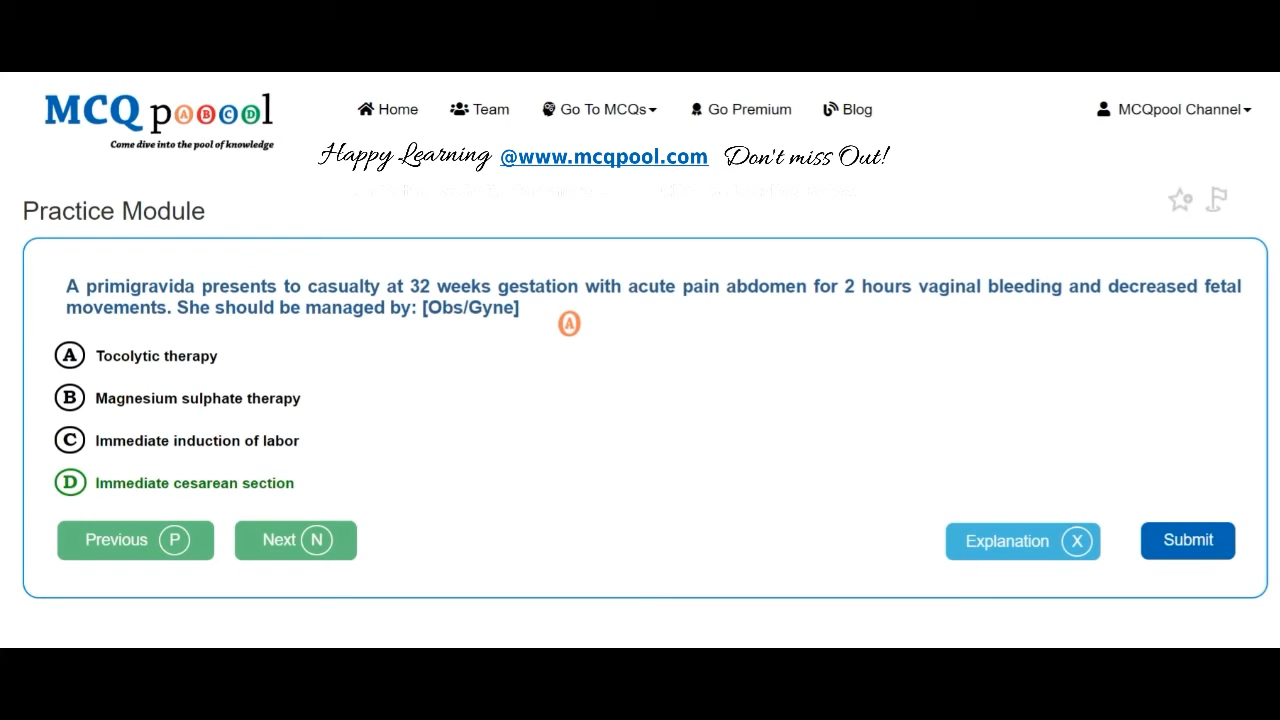 MCQ pooool
Come dive into the pool of knowledge
Home Team Go To MCQs Go Premium Blog MCQpool Channel
Happy Learning @www.mcqpool.com Don't miss Out!
Practice Module
A primigravida presents to casualty at 32 weeks gestation with acute pain abdomen for 2 hours vaginal bleeding and decreased fetal
movements. She should be managed by: [Obs/Gyne]
A
A Tocolytic therapy
B Magnesium sulphate therapy
C Immediate induction of labor
D Immediate cesarean section
Previous P Next N Explanation X Submit